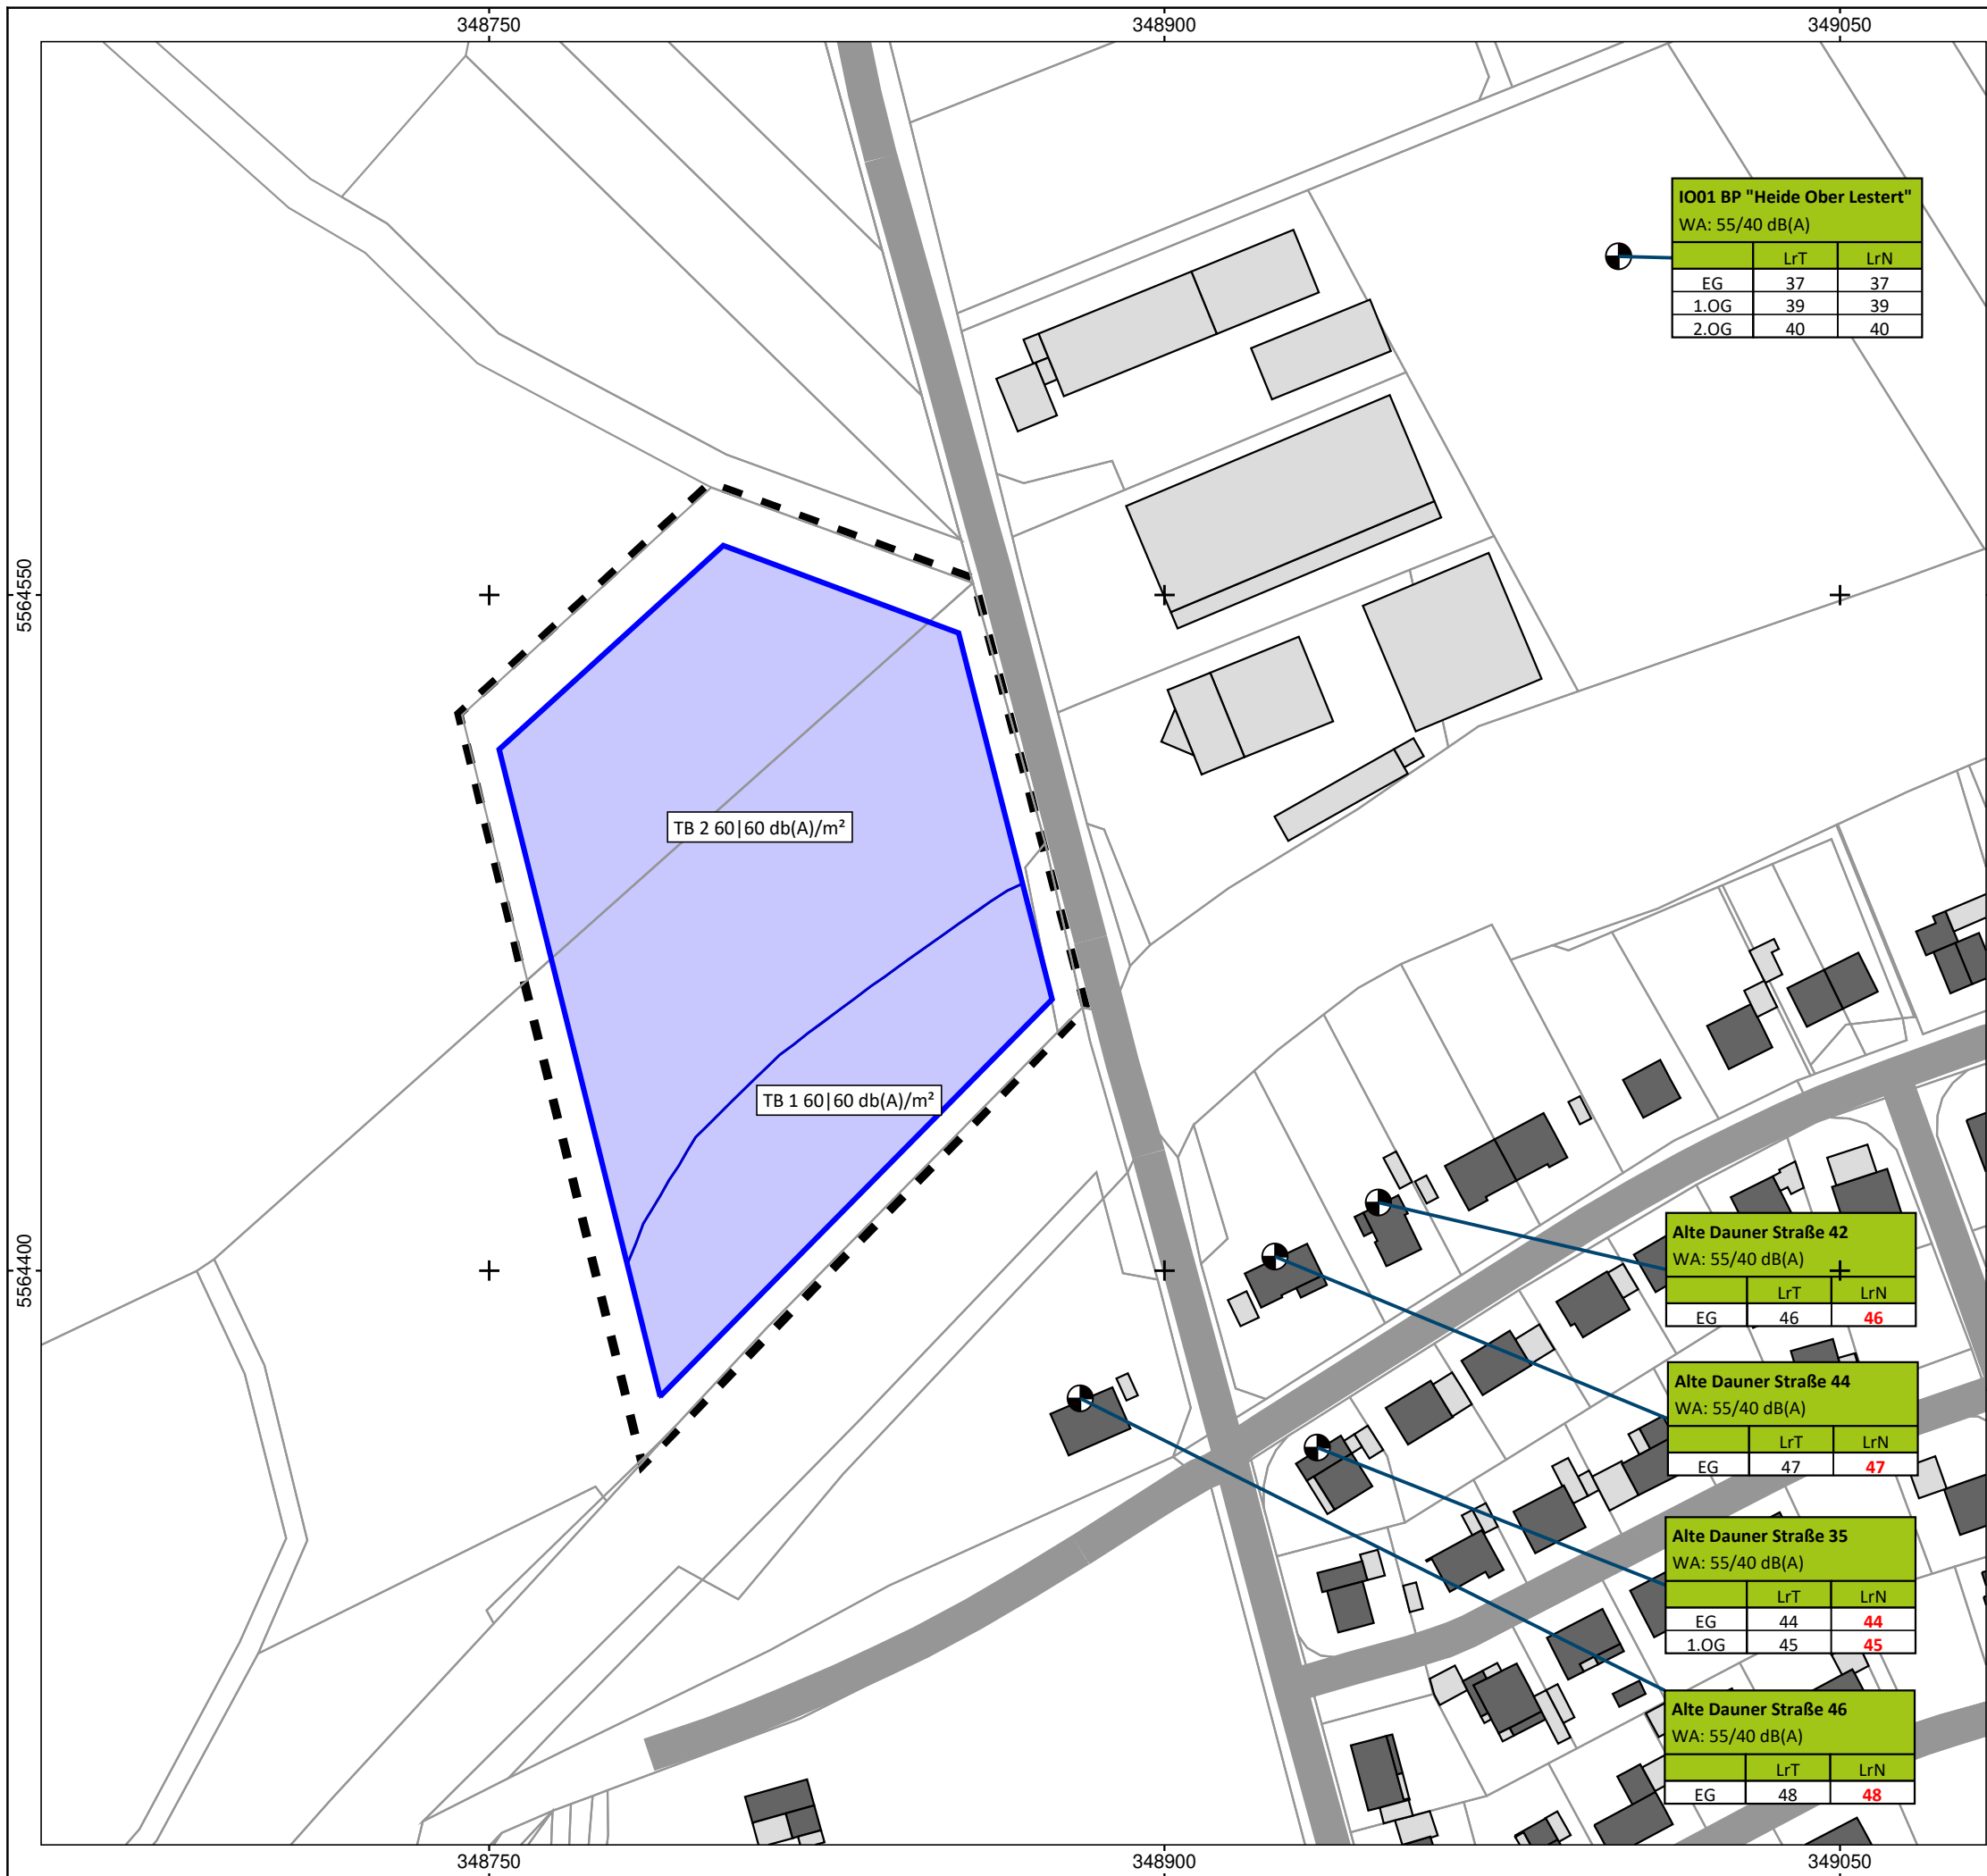 348750 348900 349050
IO01 BP "Heide Ober Lestert"
WA: 55/40 dB(A)
LrT LrN
EG 37 37
1.OG 39 39
2.OG 40 40
5564550
TB 2 60|60 db(A)/m²
TB 1 60|60 db(A)/m²
5564400
Alte Dauner Straße 42
WA: 55/40 dB(A)
LrT LrN
EG 46 46
Alte Dauner Straße 44
WA: 55/40 dB(A)
LrT LrN
EG 47 47
Alte Dauner Straße 35
WA: 55/40 dB(A)
LrT LrN
EG 44 44
1.OG 45 45
Alte Dauner Straße 46
WA: 55/40 dB(A)
LrT LrN
EG 48 48
348750 348900 349050